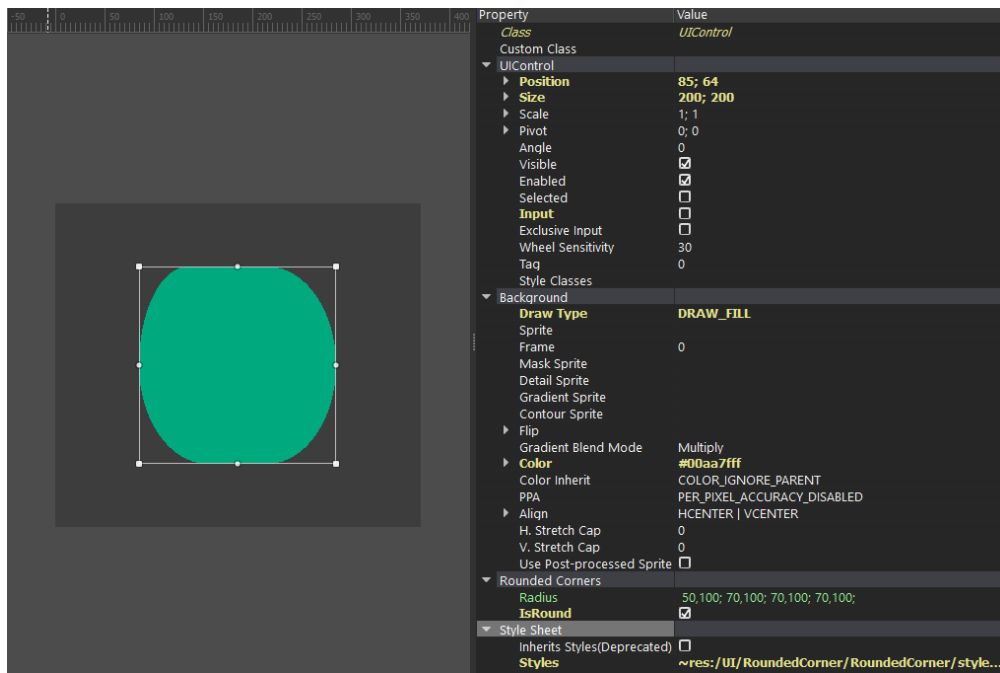 -50 0 50 100 150 200 250 300 350 400
Property Value
Class UIControl
Custom Class
UIControl
Position 85; 64
Size 200; 200
Scale 1; 1
Pivot 0; 0
Angle 0
Visible
Enabled
Selected
Input
Exclusive Input
Wheel Sensitivity 30
Tag 0
Style Classes
Background
Draw Type DRAW_FILL
Sprite
Frame 0
Mask Sprite
Detail Sprite
Gradient Sprite
Contour Sprite
Flip
Gradient Blend Mode Multiply
Color #00aa7fff
Color Inherit COLOR_IGNORE_PARENT
PPA PER_PIXEL_ACCURACY_DISABLED
Align HCENTER | VCENTER
H. Stretch Cap 0
V. Stretch Cap 0
Use Post-processed Sprite
Rounded Corners
Radius 50,100; 70,100; 70,100; 70,100;
IsRound
Style Sheet
Inherits Styles(Deprecated)
Styles ~res:/UI/RoundedCorner/RoundedCorner/style...